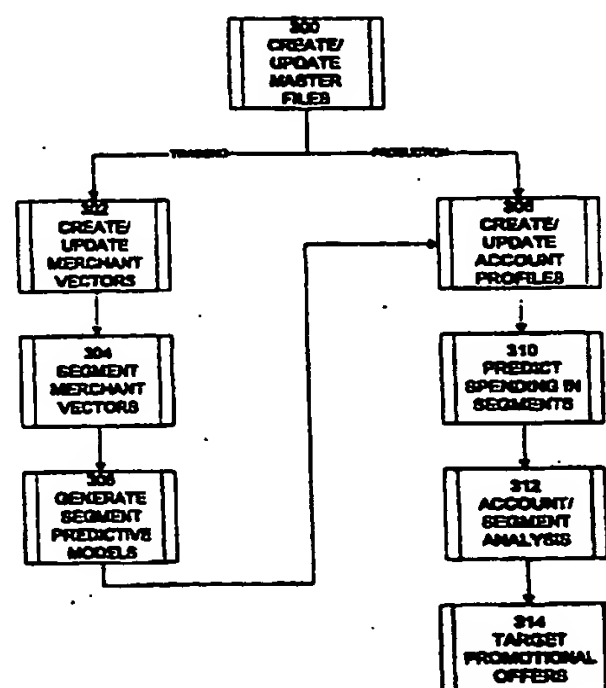 300
CREATE/
UPDATE
MASTER
FILES
TRAINING
PRODUCTION
302
CREATE/
UPDATE
MERCHANT
VECTORS
304
SEGMENT
MERCHANT
VECTORS
306
GENERATE
SEGMENT
PREDICTIVE
MODELS
308
CREATE/
UPDATE
ACCOUNT
PROFILES
310
PREDICT
SPENDING IN
SEGMENTS
312
ACCOUNT/
SEGMENT
ANALYSIS
314
TARGET
PROMOTIONAL
OFFERS